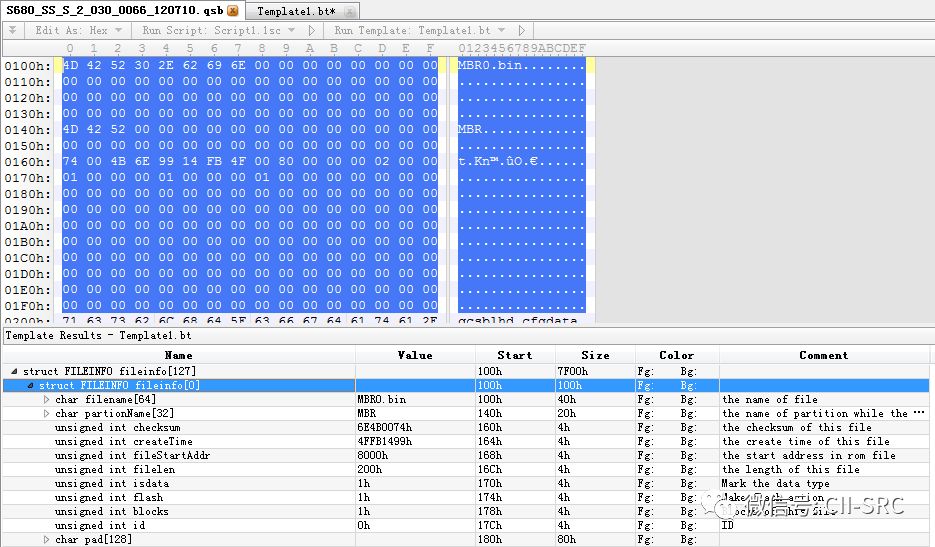 S680_SS_S_2_030_0066_120710.qsb Template1.bt*
Edit As: Hex Run Script: Script1.1sc Run Template: Template1.bt
0 1 2 3 4 5 6 7 8 9 A B C D E F 0123456789ABCDEF
0100h: 4D 42 52 30 2E 62 69 6E 00 00 00 00 00 00 00 00 MBR0.bin........
0110h: 00 00 00 00 00 00 00 00 00 00 00 00 00 00 00 00 ................
0120h: 00 00 00 00 00 00 00 00 00 00 00 00 00 00 00 00 ................
0130h: 00 00 00 00 00 00 00 00 00 00 00 00 00 00 00 00 ................
0140h: 4D 42 52 00 00 00 00 00 00 00 00 00 00 00 00 00 MBR.............
0150h: 00 00 00 00 00 00 00 00 00 00 00 00 00 00 00 00 ................
0160h: 74 00 4B 6E 99 14 FB 4F 00 80 00 00 00 02 00 00 t.Kn™.ûO.€......
0170h: 01 00 00 00 01 00 00 00 01 00 00 00 00 00 00 00 ................
0180h: 00 00 00 00 00 00 00 00 00 00 00 00 00 00 00 00 ................
0190h: 00 00 00 00 00 00 00 00 00 00 00 00 00 00 00 00 ................
01A0h: 00 00 00 00 00 00 00 00 00 00 00 00 00 00 00 00 ................
01B0h: 00 00 00 00 00 00 00 00 00 00 00 00 00 00 00 00 ................
01C0h: 00 00 00 00 00 00 00 00 00 00 00 00 00 00 00 00 ................
01D0h: 00 00 00 00 00 00 00 00 00 00 00 00 00 00 00 00 ................
01E0h: 00 00 00 00 00 00 00 00 00 00 00 00 00 00 00 00 ................
01F0h: 00 00 00 00 00 00 00 00 00 00 00 00 00 00 00 00 ................
0200h: 71 63 73 62 6C 68 64 5F 63 66 67 64 61 74 61 2E qcsblhd_cfgdata.
Template Results - Template1.bt
Name Value Start Size Color Comment
struct FILEINFO fileinfo[127] 100h 7F00h Fg: Bg:
struct FILEINFO fileinfo[0] 100h 100h Fg: Bg:
char filename[64] MBR0.bin 100h 40h Fg: Bg: the name of file
char partionName[32] MBR 140h 20h Fg: Bg: the name of partition while the ···
unsigned int checksum 6E4B0074h 160h 4h Fg: Bg: the checksum of this file
unsigned int createTime 4FFB1499h 164h 4h Fg: Bg: the create time of this file
unsigned int fileStartAddr 8000h 168h 4h Fg: Bg: the start address in rom file
unsigned int filelen 200h 16Ch 4h Fg: Bg: the length of this file
unsigned int isdata 1h 170h 4h Fg: Bg: Mark the data type
unsigned int flash 1h 174h 4h Fg: Bg: action
unsigned int blocks 1h 178h 4h Fg: Bg: this file
微信号: CII-SRC
unsigned int id 0h 17Ch 4h Fg: Bg: ID
char pad[128] 180h 80h Fg: Bg: